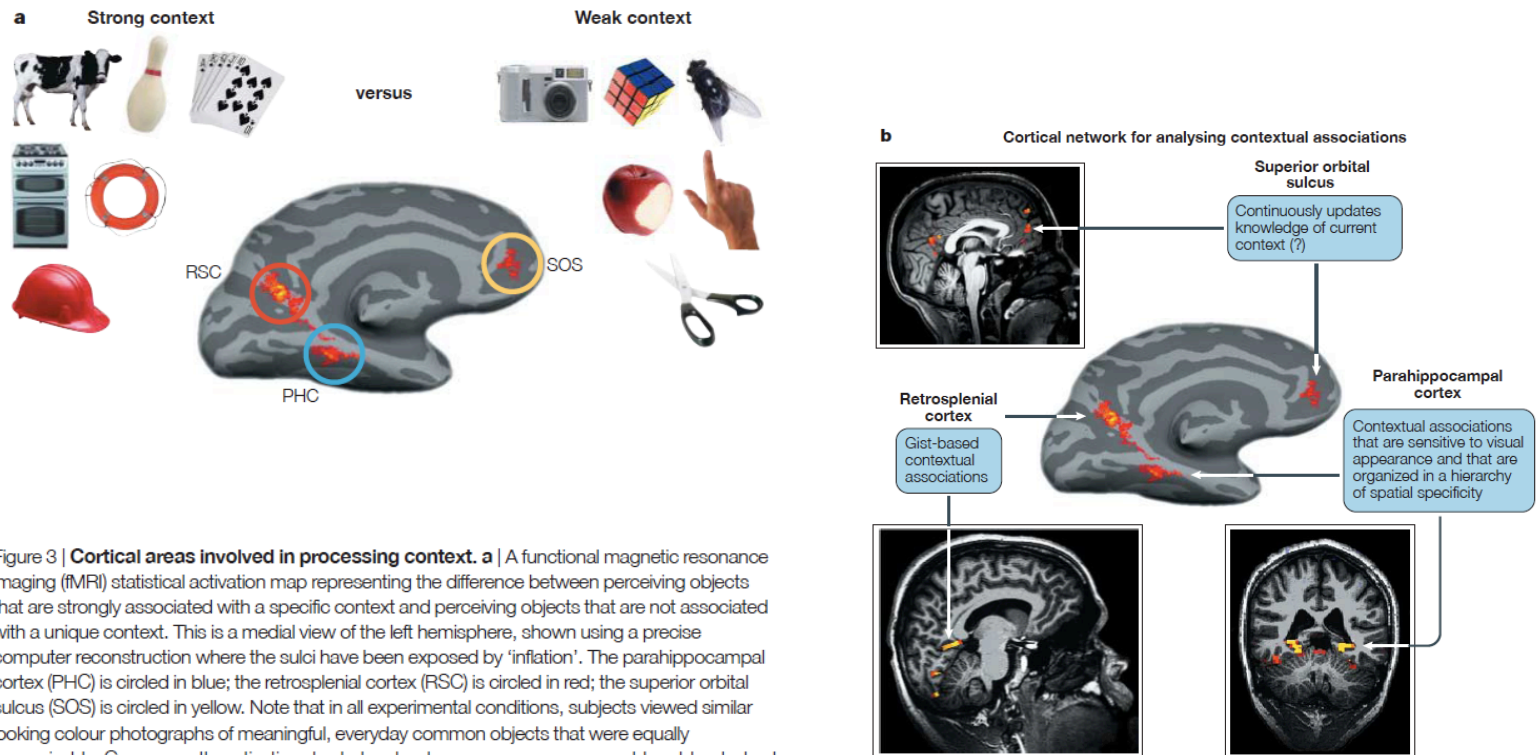 a
Strong context
Weak context
versus
RSC
SOS
PHC
b
Cortical network for analysing contextual associations
Superior orbital
sulcus
Continuously updates
knowledge of current
context (?)
Parahippocampal
cortex
Contextual associations
that are sensitive to visual
appearance and that are
organized in a hierarchy
of spatial specificity
Retrosplenial
cortex
Gist-based
contextual
associations
Figure 3 | Cortical areas involved in processing context. a | A functional magnetic resonance
imaging (fMRI) statistical activation map representing the difference between perceiving objects
that are strongly associated with a specific context and perceiving objects that are not associated
with a unique context. This is a medial view of the left hemisphere, shown using a precise
computer reconstruction where the sulci have been exposed by ‘inflation’. The parahippocampal
cortex (PHC) is circled in blue; the retrosplenial cortex (RSC) is circled in red; the superior orbital
sulcus (SOS) is circled in yellow. Note that in all experimental conditions, subjects viewed similar
looking colour photographs of meaningful, everyday common objects that were equally